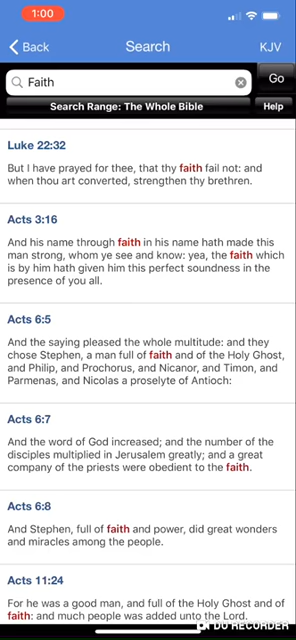 1:00
Back
Search
KJV
Faith
Go
Search Range: The Whole Bible
Help
Luke 22:32
But I have prayed for thee, that thy faith fail not: and
when thou art converted, strengthen thy brethren.
Acts 3:16
And his name through faith in his name hath made this
man strong, whom ye see and know: yea, the faith which
is by him hath given him this perfect soundness in the
presence of you all.
Acts 6:5
And the saying pleased the whole multitude: and they
chose Stephen, a man full of faith and of the Holy Ghost,
and Philip, and Prochorus, and Nicanor, and Timon, and
Parmenas, and Nicolas a proselyte of Antioch:
Acts 6:7
And the word of God increased; and the number of the
disciples multiplied in Jerusalem greatly; and a great
company of the priests were obedient to the faith.
Acts 6:8
And Stephen, full of faith and power, did great wonders
and miracles among the people.
Acts 11:24
For he was a good man, and full of the Holy Ghost and of
faith: and much people was added unto the Lord.
DU RECORDER